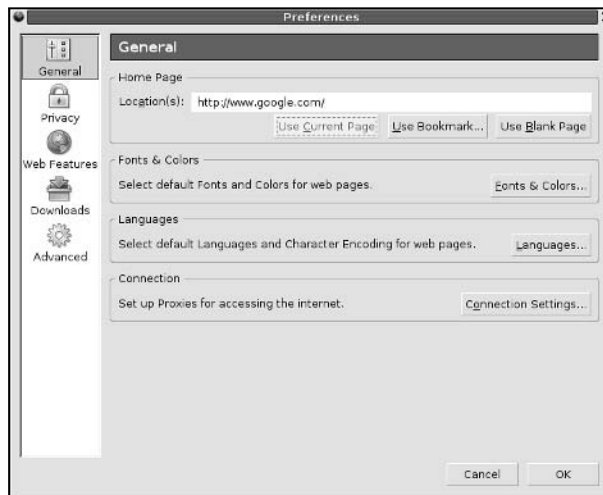 Preferences
General
Privacy
Web Features
Downloads
Advanced
General
Home Page
Location(s): http://www.google.com/
Use Current Page Use Bookmark... Use Blank Page
Fonts & Colors
Select default Fonts and Colors for web pages. Fonts & Colors...
Languages
Select default Languages and Character Encoding for web pages. Languages...
Connection
Set up Proxies for accessing the internet. Connection Settings...
Cancel OK